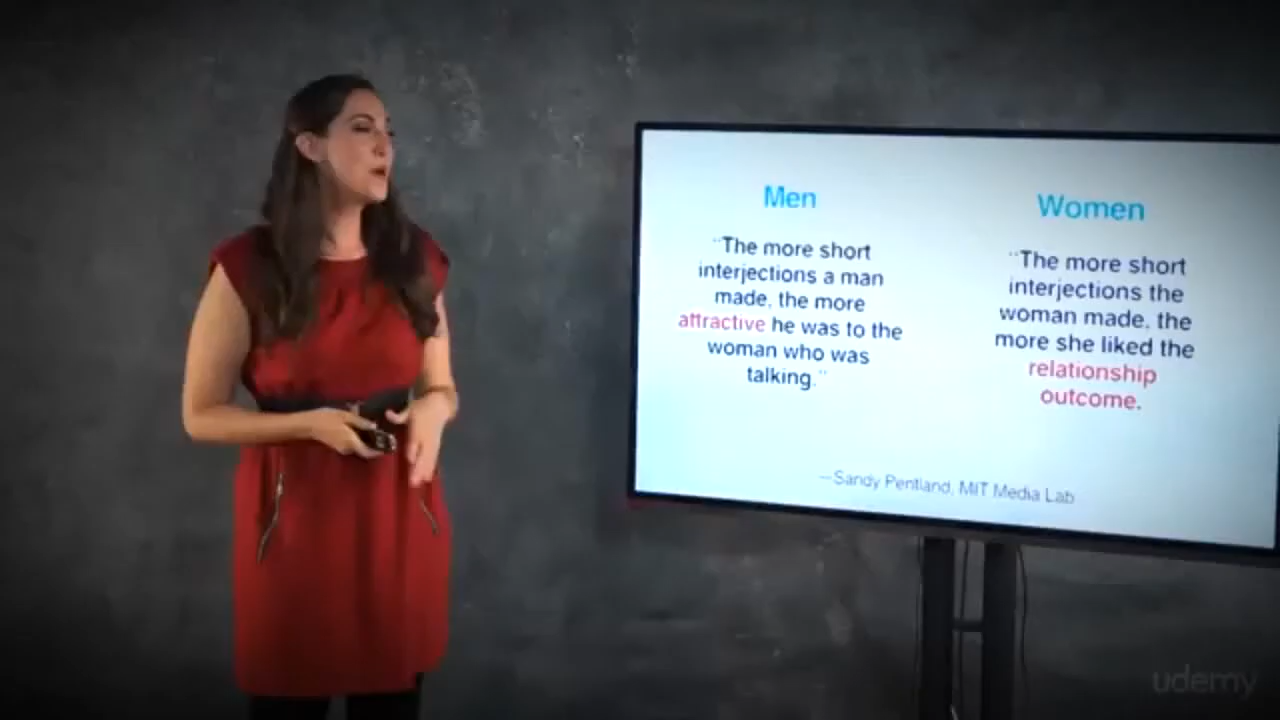 Men
“The more short
interjections a man
made, the more
attractive he was to the
woman who was
talking.”
Women
“The more short
interjections the
woman made, the
more she liked the
relationship
outcome.
—Sandy Pentland, MIT Media Lab
udemy